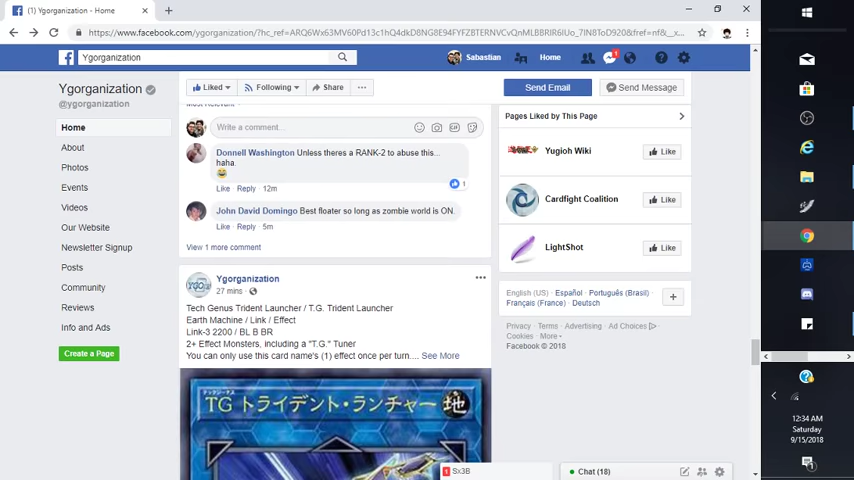 (1) Ygorganization - Home
https://www.facebook.com/ygorganization/?hc_ref=ARQ6Wx63MV60Pd13c1hQ4dkD8NG8E94FYFZBTERNVCvQnMLBBRIR6IUo_7IN8ToD920&fref=nf&__x...
Ygorganization
Sabastian
Home
1
Ygorganization
@ygorganization
Liked
Following
Share
Send Email
Send Message
Home
About
Photos
Events
Videos
Our Website
Newsletter Signup
Posts
Community
Reviews
Info and Ads
Create a Page
Most Relevant
Write a comment...
GIF
Donnell Washington Unless theres a RANK-2 to abuse this...
haha.
1
Like · Reply · 12m
John David Domingo Best floater so long as zombie world is ON.
Like · Reply · 5m
View 1 more comment
Ygorganization
27 mins ·
Tech Genus Trident Launcher / T.G. Trident Launcher
Earth Machine / Link / Effect
Link-3 2200 / BL B BR
2+ Effect Monsters, including a "T.G." Tuner
You can only use this card name's (1) effect once per turn.... See More
TG トライデント・ランチャー
地
Pages Liked by This Page
Yugioh Wiki
Like
Cardfight Coalition
Like
LightShot
Like
English (US) · Español · Português (Brasil) ·
Français (France) · Deutsch
Privacy · Terms · Advertising · Ad Choices
Cookies · More
Facebook © 2018
Sx3B
Chat (18)
12:34 AM
Saturday
9/15/2018
1